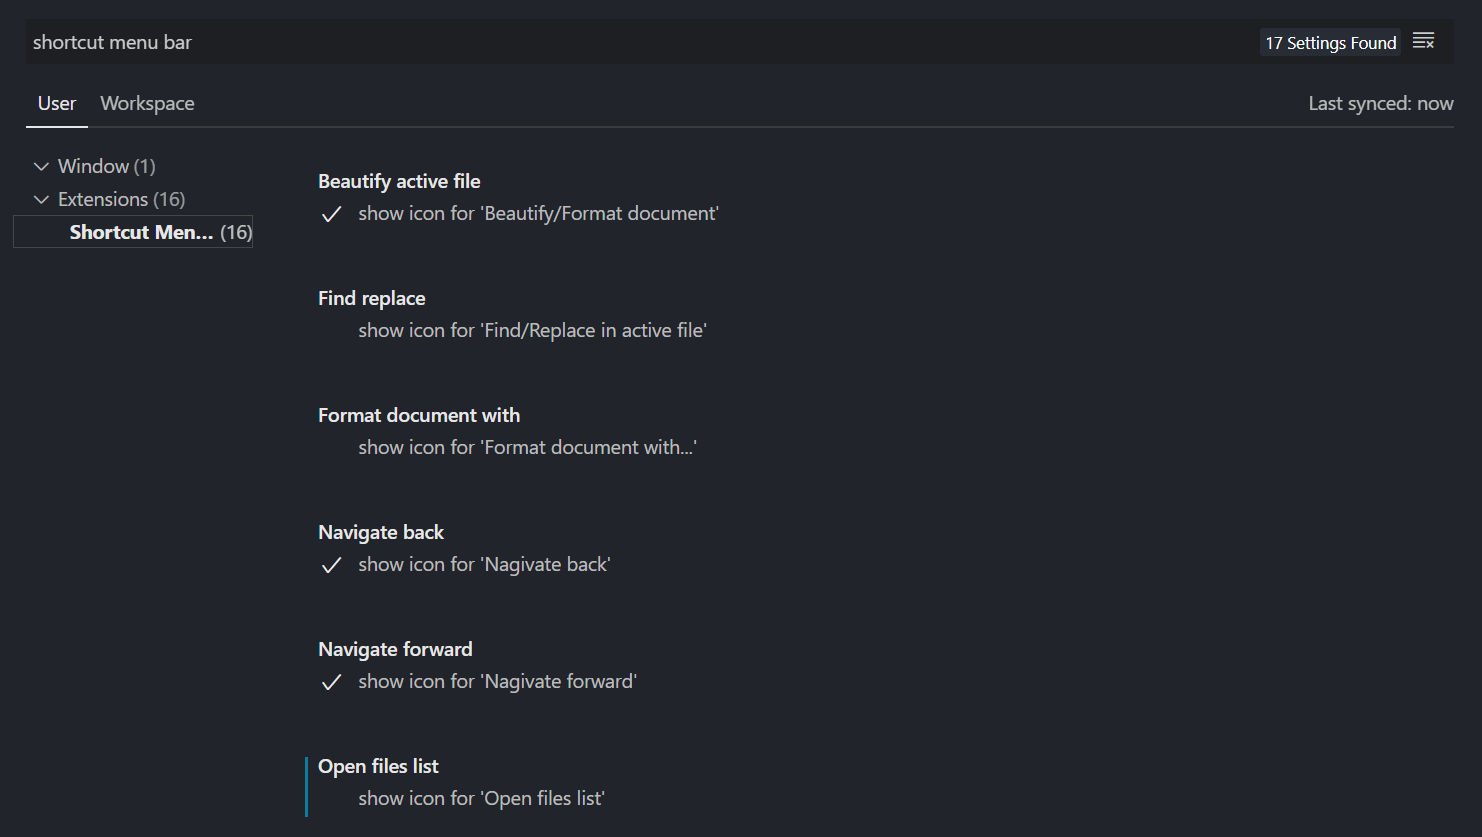 shortcut menu bar
17 Settings Found
User Workspace
Last synced: now
Window (1)
Extensions (16)
Shortcut Men... (16)
Beautify active file
show icon for 'Beautify/Format document'
Find replace
show icon for 'Find/Replace in active file'
Format document with
show icon for 'Format document with...'
Navigate back
show icon for 'Nagivate back'
Navigate forward
show icon for 'Nagivate forward'
Open files list
show icon for 'Open files list'